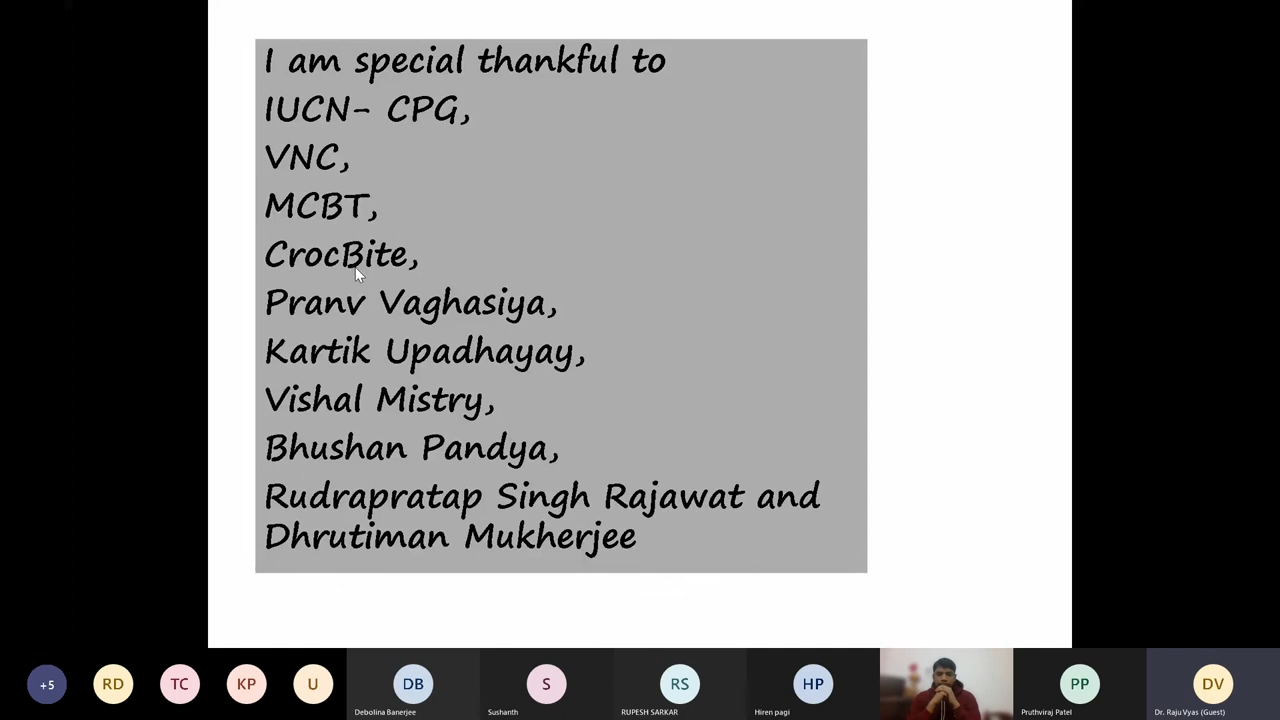 I am special thankful to
IUCN- CPG,
VNC,
MCBT,
CrocBite,
Pranv Vaghasiya,
Kartik Upadhayay,
Vishal Mistry,
Bhushan Pandya,
Rudrapratap Singh Rajawat and
Dhrutiman Mukherjee
+5
RD
TC
KP
U
DB
S
RS
HP
PP
DV
Debolina Banerjee
Sushanth
RUPESH SARKAR
Hiren pagi
Pruthviraj Patel
Dr. Raju Vyas (Guest)